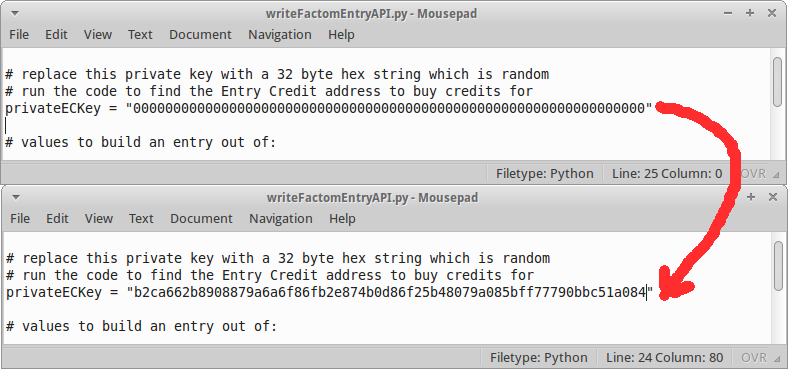 writeFactomEntryAPI.py - Mousepad
File Edit View Text Document Navigation Help
# replace this private key with a 32 byte hex string which is random
# run the code to find the Entry Credit address to buy credits for
privateECKey = "0000000000000000000000000000000000000000000000000000000000000000"
# values to build an entry out of:
Filetype: Python Line: 25 Column: 0 OVR
writeFactomEntryAPI.py - Mousepad
File Edit View Text Document Navigation Help
# replace this private key with a 32 byte hex string which is random
# run the code to find the Entry Credit address to buy credits for
privateECKey = "b2ca662b8908879a6a6f86fb2e874b0d86f25b48079a085bff77790bbc51a084"
# values to build an entry out of:
Filetype: Python Line: 24 Column: 80 OVR